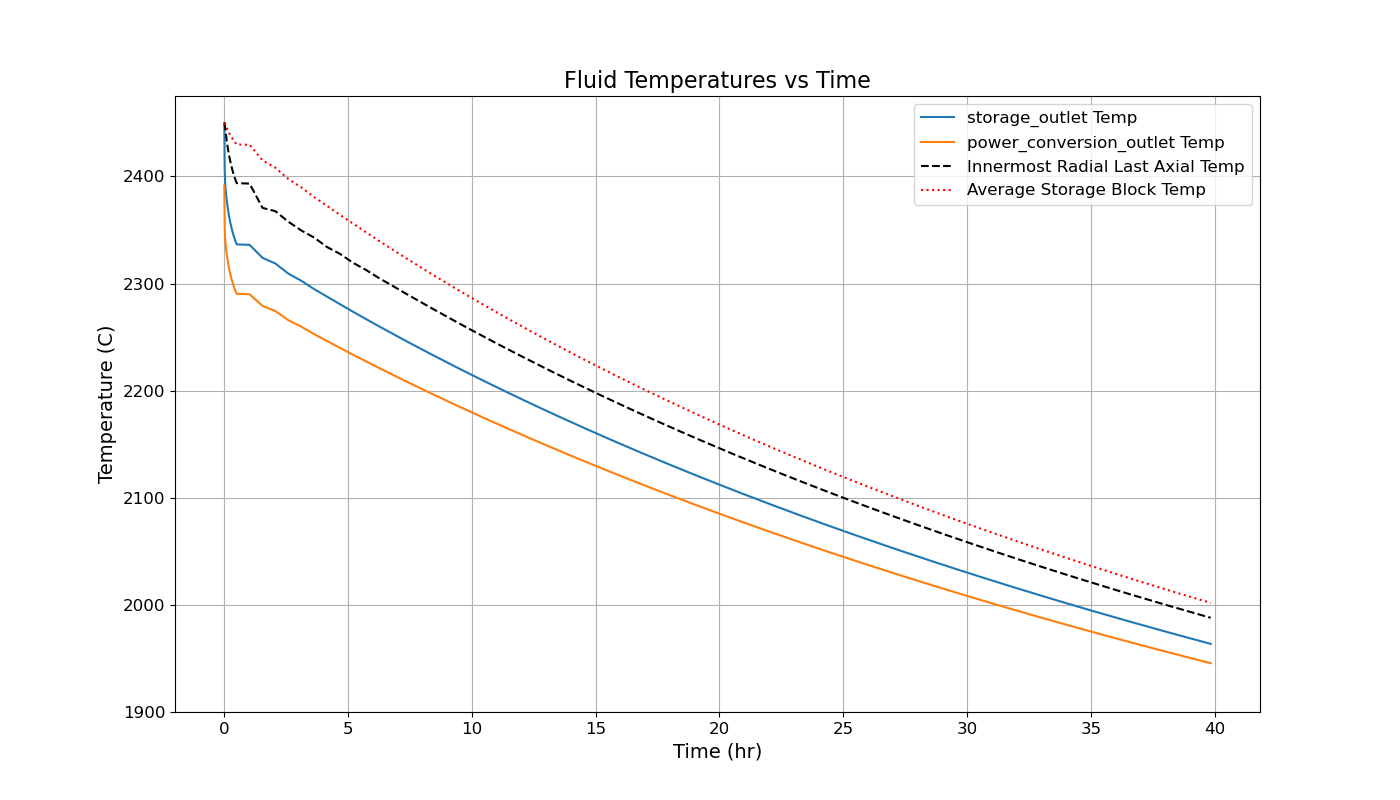 Fluid Temperatures vs Time
storage_outlet Temp
power_conversion_outlet Temp
Innermost Radial Last Axial Temp
Average Storage Block Temp
Temperature (C)
2400
2300
2200
2100
2000
1900
0 5 10 15 20 25 30 35 40
Time (hr)